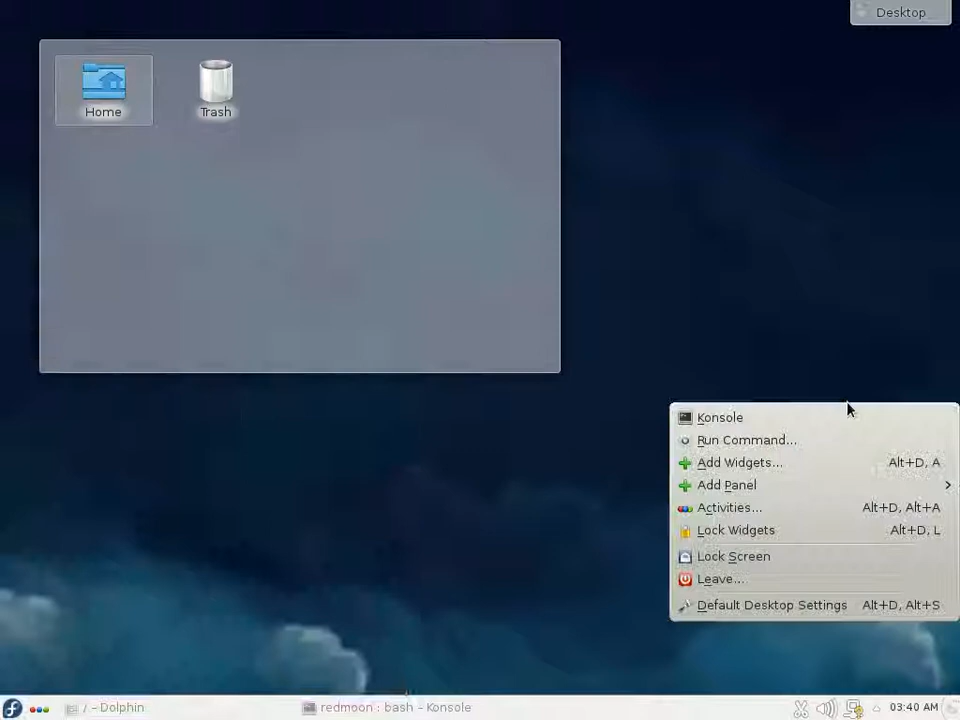 Desktop
Home
Trash
Konsole
Run Command...
Add Widgets... Alt+D, A
Add Panel
Activities... Alt+D, Alt+A
Lock Widgets Alt+D, L
Lock Screen
Leave...
Default Desktop Settings Alt+D, Alt+S
/ – Dolphin
redmoon : bash – Konsole
03:40 AM